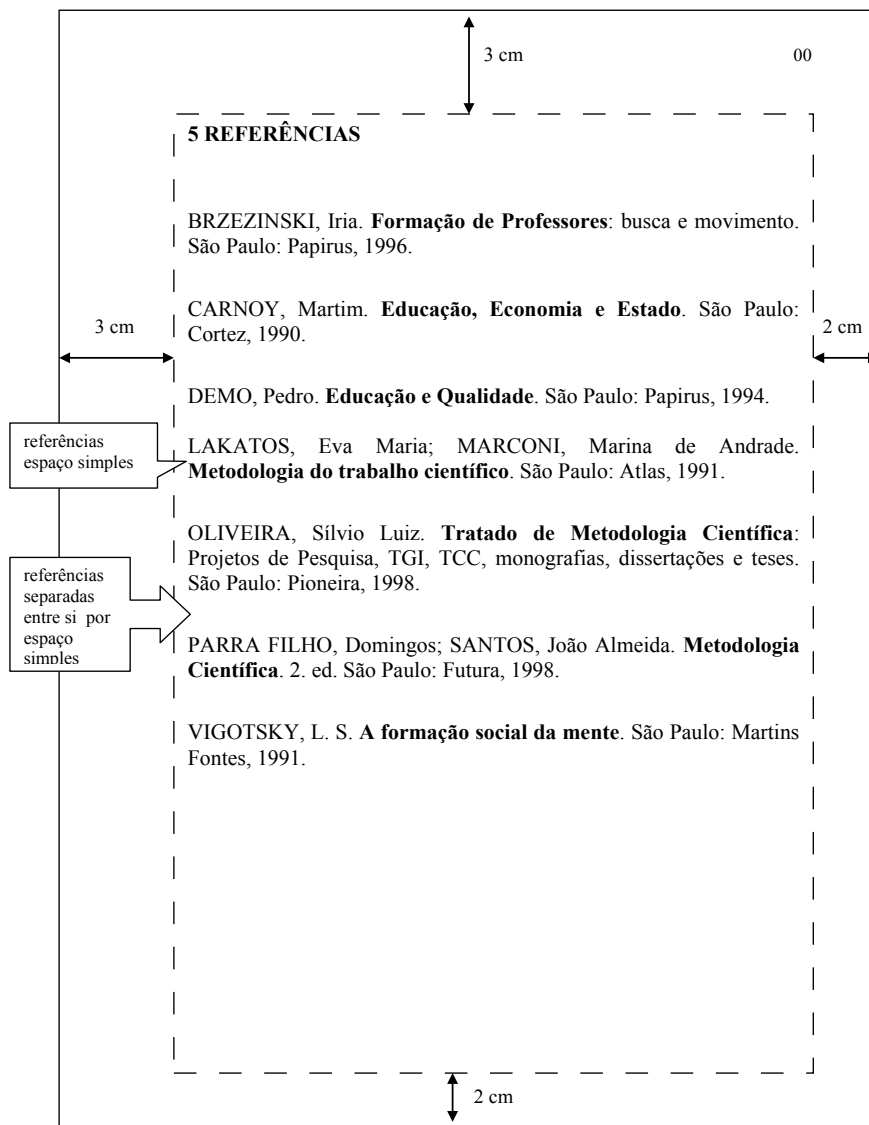 3 cm
00
5 REFERÊNCIAS
BRZEZINSKI, Iria. Formação de Professores: busca e movimento.
São Paulo: Papirus, 1996.
CARNOY, Martim. Educação, Economia e Estado. São Paulo:
Cortez, 1990.
3 cm
2 cm
DEMO, Pedro. Educação e Qualidade. São Paulo: Papirus, 1994.
referências
espaço simples
LAKATOS, Eva Maria; MARCONI, Marina de Andrade.
Metodologia do trabalho científico. São Paulo: Atlas, 1991.
OLIVEIRA, Sílvio Luiz. Tratado de Metodologia Científica:
Projetos de Pesquisa, TGI, TCC, monografias, dissertações e teses.
São Paulo: Pioneira, 1998.
referências
separadas
entre si por
espaço
simples
PARRA FILHO, Domingos; SANTOS, João Almeida. Metodologia
Científica. 2. ed. São Paulo: Futura, 1998.
VIGOTSKY, L. S. A formação social da mente. São Paulo: Martins
Fontes, 1991.
2 cm